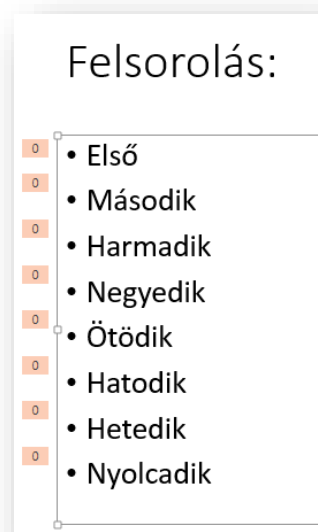 Felsorolás:
0 • Első
0 • Második
0 • Harmadik
0 • Negyedik
0 • Ötödik
0 • Hatodik
0 • Hetedik
0 • Nyolcadik